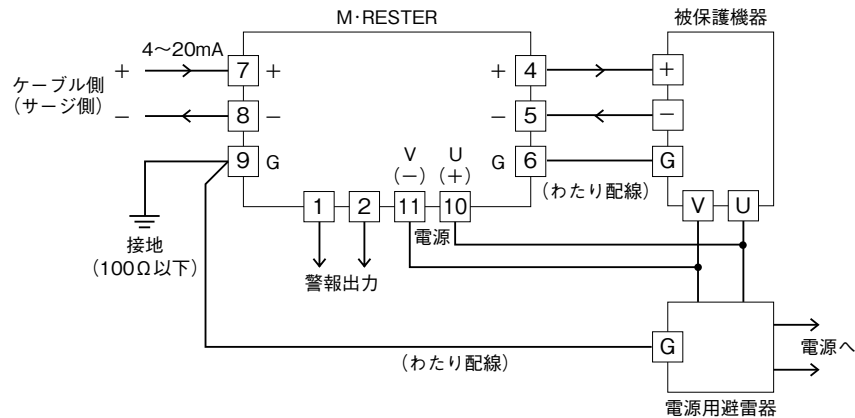 M・RESTER
被保護機器
4〜20mA
＋ 7 ＋
＋ 4
＋
ケーブル側
（サージ側）
− 8 −
− 5
−
9 G
G 6
G
V
（−）
U
（＋）
（わたり配線）
1 2 11 10
V U
電源
接地
（100Ω以下）
警報出力
G
（わたり配線）
電源へ
電源用避雷器